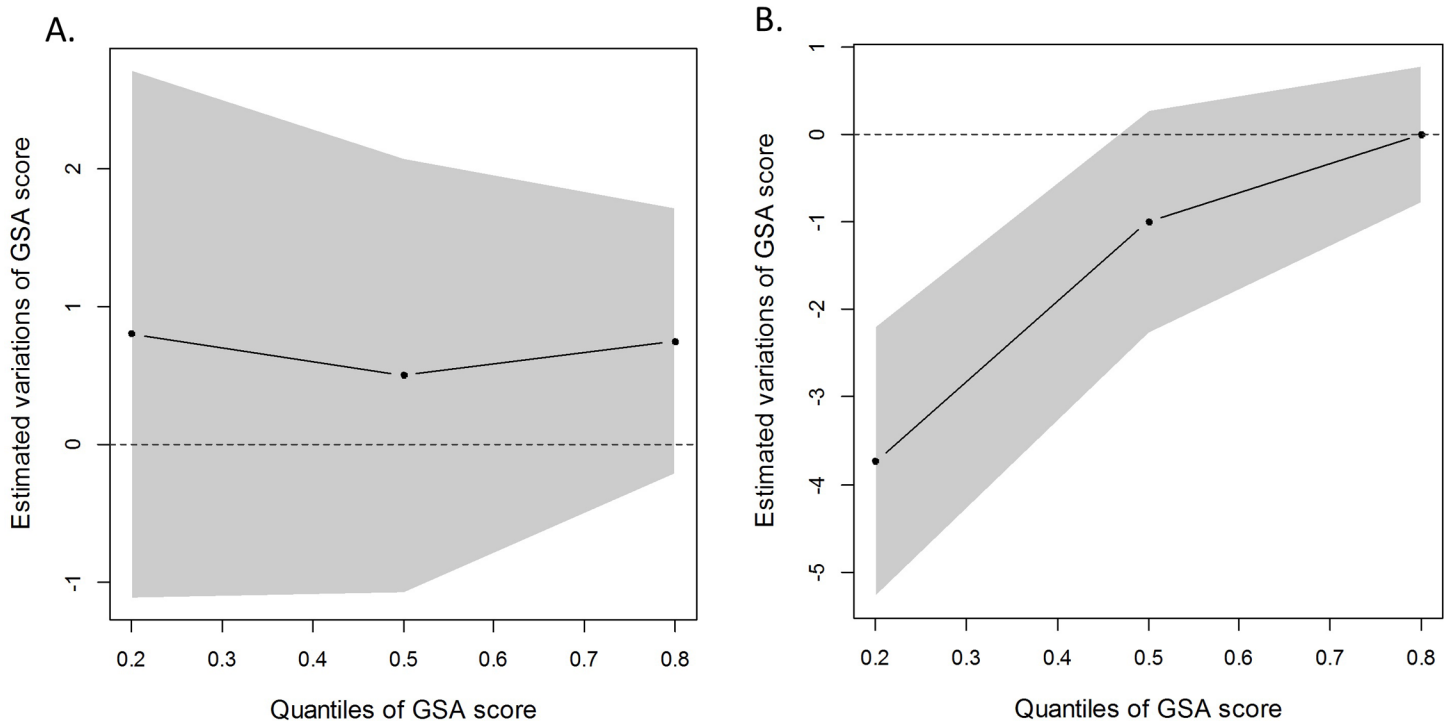 A.
Estimated variations of GSA score
2
1
0
-1
0.2 0.3 0.4 0.5 0.6 0.7 0.8
Quantiles of GSA score
B.
Estimated variations of GSA score
1
0
-1
-2
-3
-4
-5
0.2 0.3 0.4 0.5 0.6 0.7 0.8
Quantiles of GSA score